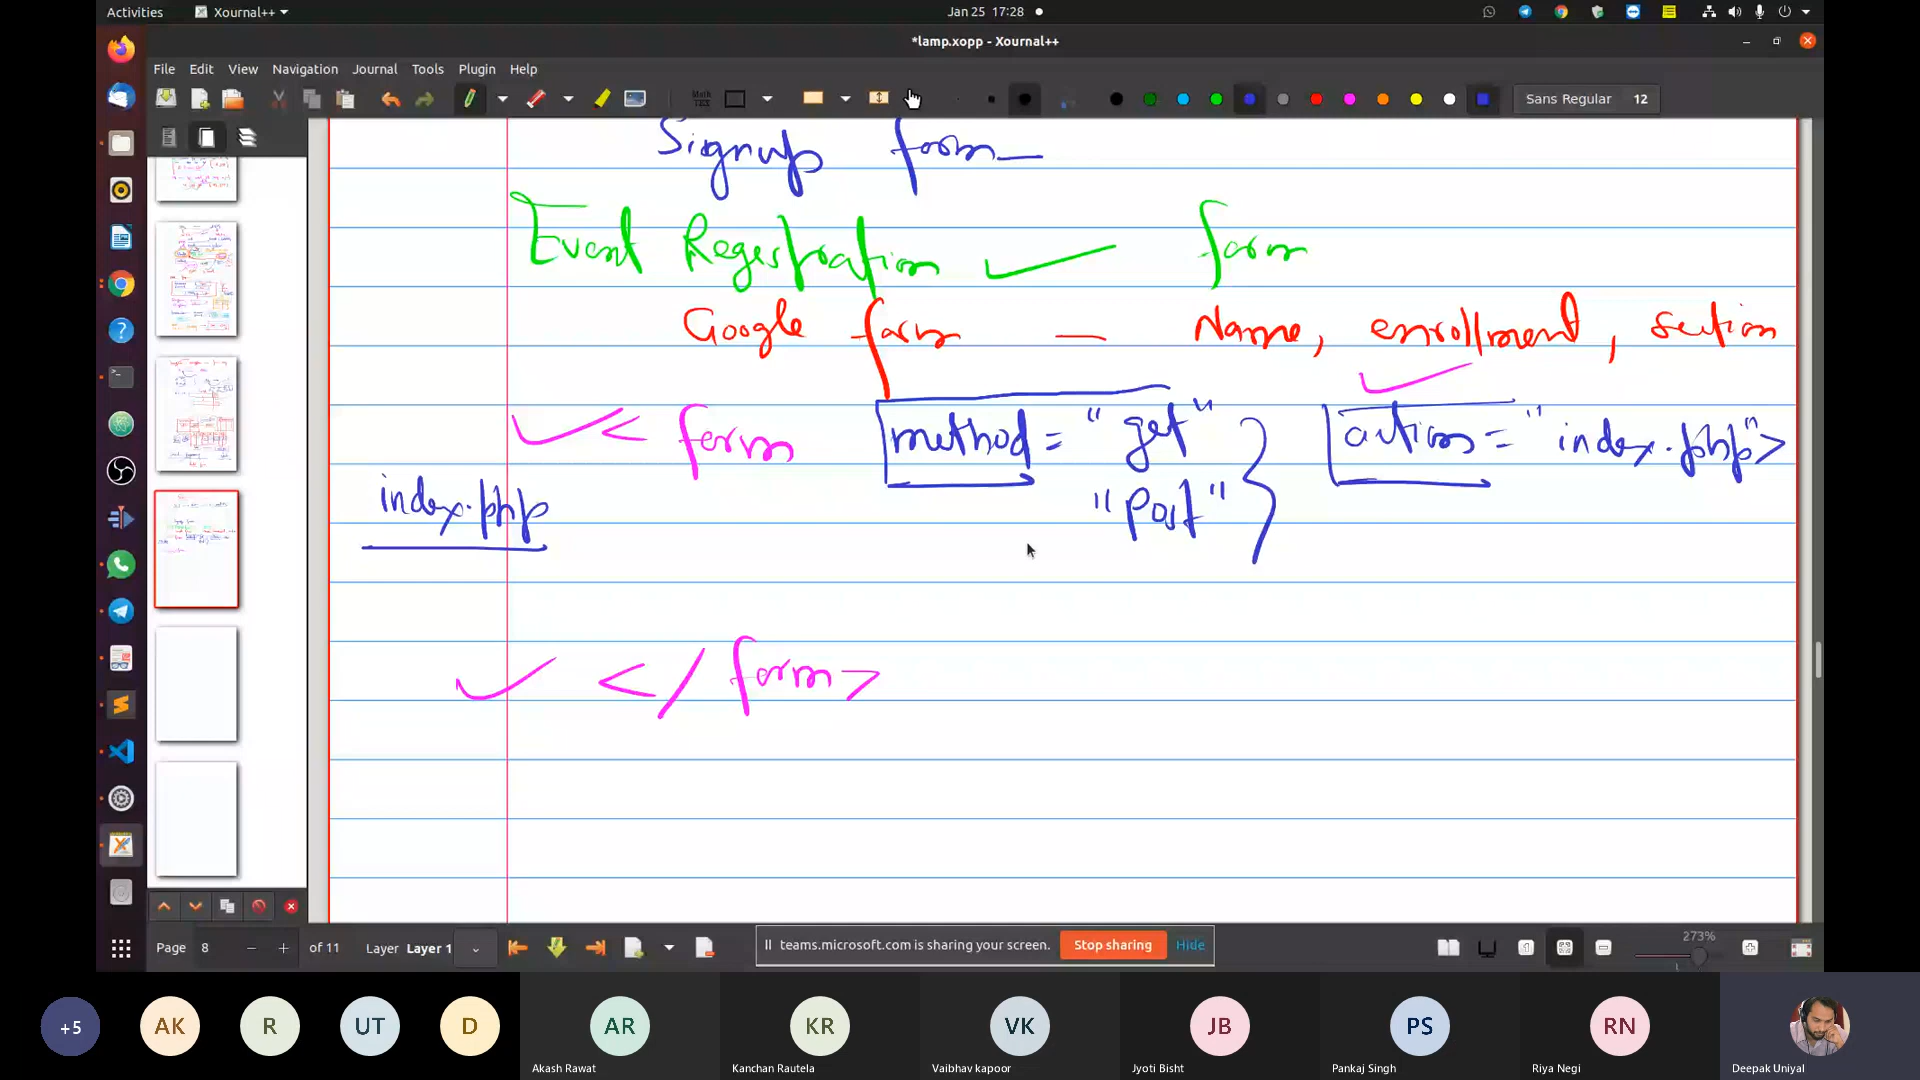 Activities Xournal++ Jan 25 17:28
*lamp.xopp - Xournal++
File Edit View Navigation Journal Tools Plugin Help
Sans Regular 12
Signup form
Event Regestration form
Google form — Name, enrollment, section
< form method = "get" action = "index.php">
index.php "Post"
</form>
Page 8 of 11 Layer Layer 1 teams.microsoft.com is sharing your screen. Stop sharing Hide 273%
+5 AK R UT D AR KR VK JB PS RN
Akash Rawat Kanchan Rautela Vaibhav kapoor Jyoti Bisht Pankaj Singh Riya Negi Deepak Uniyal